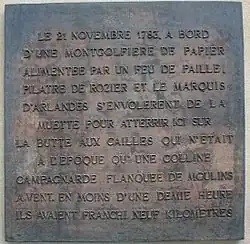 LE 21 NOVEMBRE 1783, A BORD
D'UNE MONTGOLFIERE DE PAPIER
ALIMENTEE PAR UN FEU DE PAILLE,
PILATRE DE ROZIER ET LE MARQUIS
D'ARLANDES S'ENVOLERENT DE LA
MUETTE POUR ATTERRIR ICI SUR
LA BUTTE AUX CAILLES QUI N'ETAIT
A L'EPOQUE QU'UNE COLLINE
CAMPAGNARDE FLANQUEE DE MOULINS
A VENT. EN MOINS D'UNE DEMIE HEURE
ILS AVAIENT FRANCHI NEUF KILOMETRES